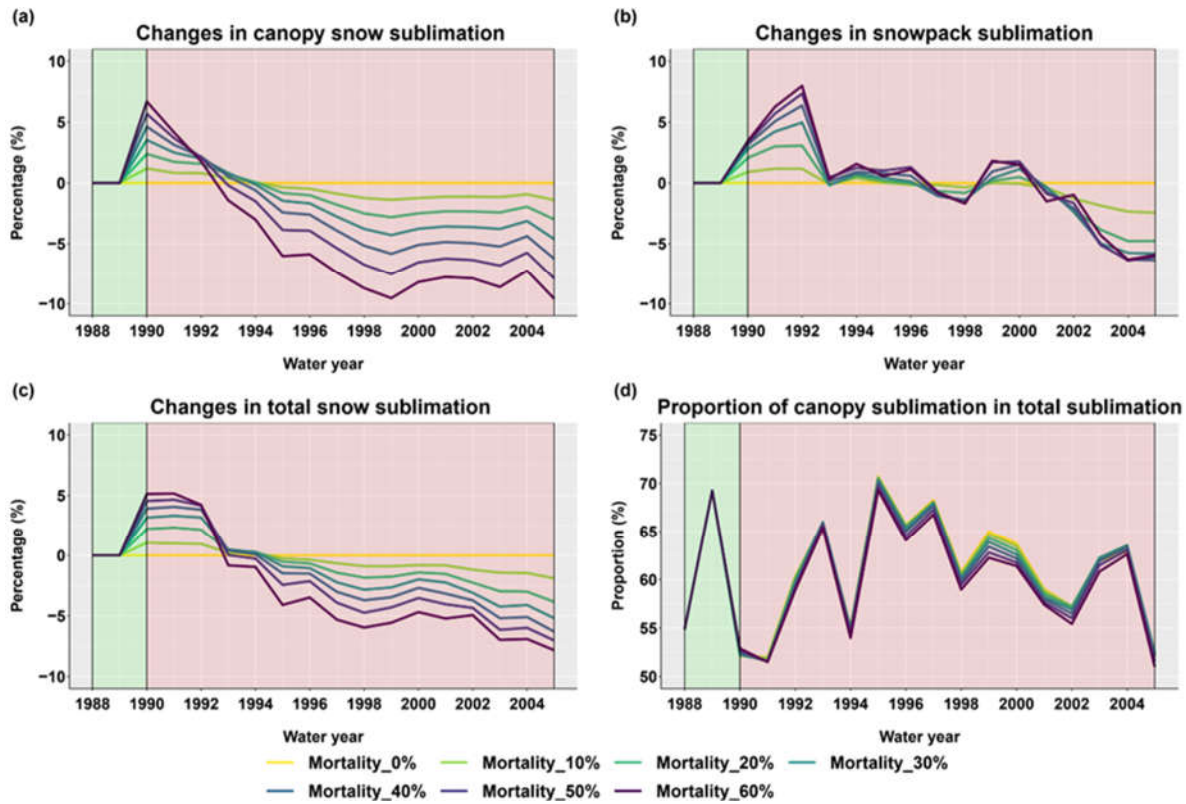 (a)
Changes in canopy snow sublimation
10
5
0
−5
−10
Percentage (%)
1988 1990 1992 1994 1996 1998 2000 2002 2004
Water year
(b)
Changes in snowpack sublimation
10
5
0
−5
−10
Percentage (%)
1988 1990 1992 1994 1996 1998 2000 2002 2004
Water year
(c)
Changes in total snow sublimation
10
5
0
−5
−10
Percentage (%)
1988 1990 1992 1994 1996 1998 2000 2002 2004
Water year
(d)
Proportion of canopy sublimation in total sublimation
75
70
65
60
55
50
Proportion (%)
1988 1990 1992 1994 1996 1998 2000 2002 2004
Water year
Mortality_0% Mortality_10% Mortality_20% Mortality_30%
Mortality_40% Mortality_50% Mortality_60%